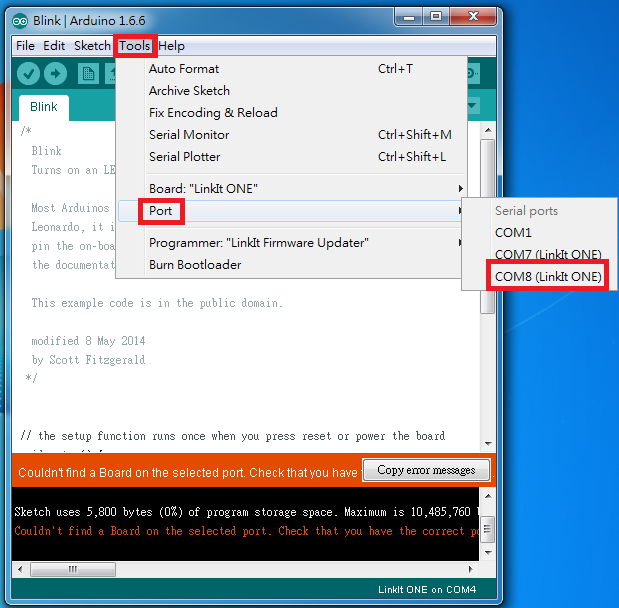 Blink | Arduino 1.6.6
File Edit Sketch Tools Help
Auto Format Ctrl+T
Archive Sketch
Fix Encoding & Reload
Serial Monitor Ctrl+Shift+M
Serial Plotter Ctrl+Shift+L
Board: "LinkIt ONE"
Port
Programmer: "LinkIt Firmware Updater"
Burn Bootloader
Serial ports
COM1
COM7 (LinkIt ONE)
COM8 (LinkIt ONE)
Blink
/*
Blink
Turns on an LE
Most Arduinos
Leonardo, it i
pin the on-boa
the documentat
This example code is in the public domain.
modified 8 May 2014
by Scott Fitzgerald
*/
// the setup function runs once when you press reset or power the board
Couldn't find a Board on the selected port. Check that you have
Copy error messages
Sketch uses 5,800 bytes (0%) of program storage space. Maximum is 10,485,760
Couldn't find a Board on the selected port. Check that you have the correct
LinkIt ONE on COM4